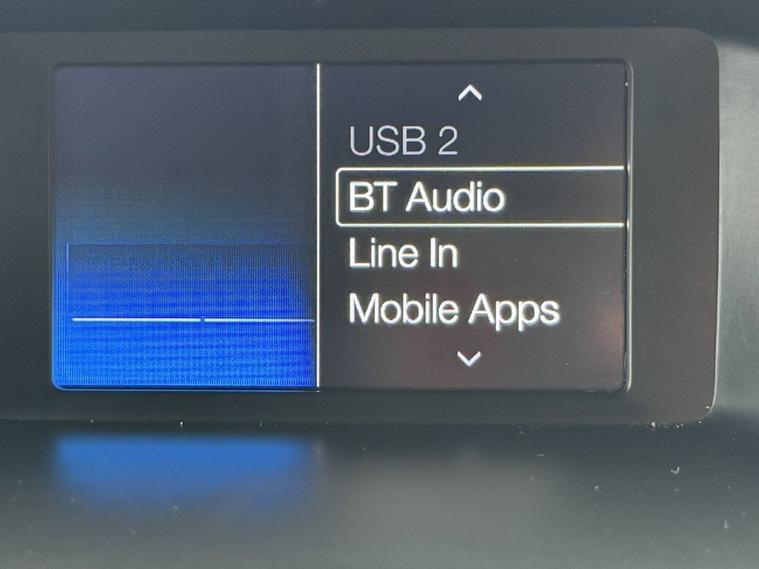 USB 2
BT Audio
Line In
Mobile Apps